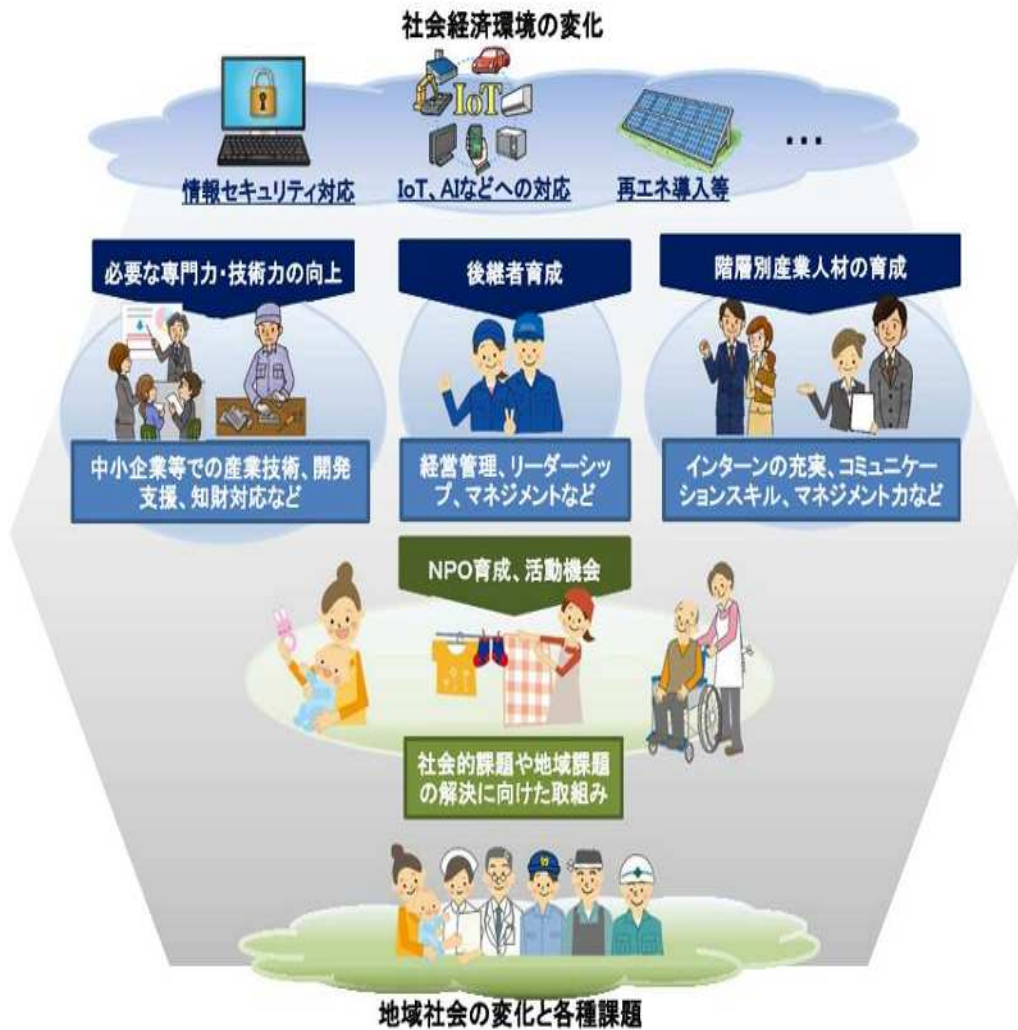 社会経済環境の変化
IoT
・・・
情報セキュリティ対応
IoT、AIなどへの対応
再エネ導入等
必要な専門力・技術力の向上
後継者育成
階層別産業人材の育成
中小企業等での産業技術、開発
支援、知財対応など
経営管理、リーダーシッ
プ、マネジメントなど
インターンの充実、コミュニケー
ションスキル、マネジメント力など
NPO育成、活動機会
社会的課題や地域課題
の解決に向けた取組み
地域社会の変化と各種課題